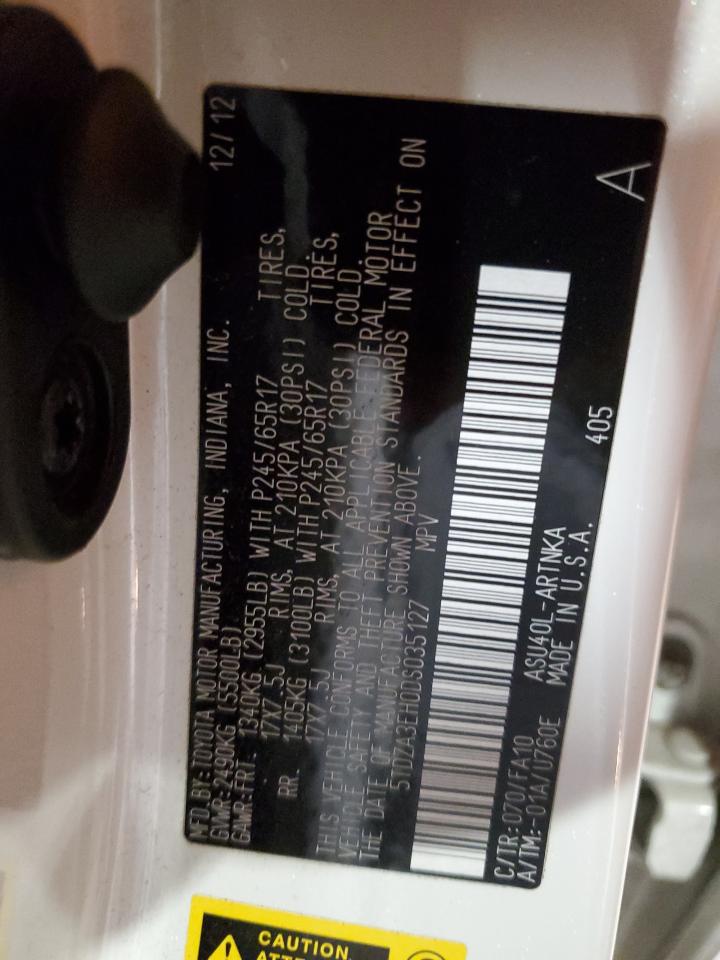 MFD.BY:TOYOTA MOTOR MANUFACTURING, INDIANA, INC. 12/12
GVWR:2490KG (5500LB)
GAWR:FRT 1340KG (2955LB) WITH P245/65R17 TIRES,
17X7.5J RIMS, AT 210KPA (30PSI) COLD.
RR. 1405KG (3100LB) WITH P245/65R17 TIRES,
17X7.5J RIMS, AT 210KPA (30PSI) COLD.
THIS VEHICLE CONFORMS TO ALL APPLICABLE FEDERAL MOTOR
VEHICLE SAFETY AND THEFT PREVENTION STANDARDS IN EFFECT ON
THE DATE OF MANUFACTURE SHOWN ABOVE.
5TDZA3EH0DS035127 MPV
A
C/TR:070/FA10 ASU40L-ARTNKA 405
A/TM:-01A/U760E MADE IN U.S.A.
CAUTION